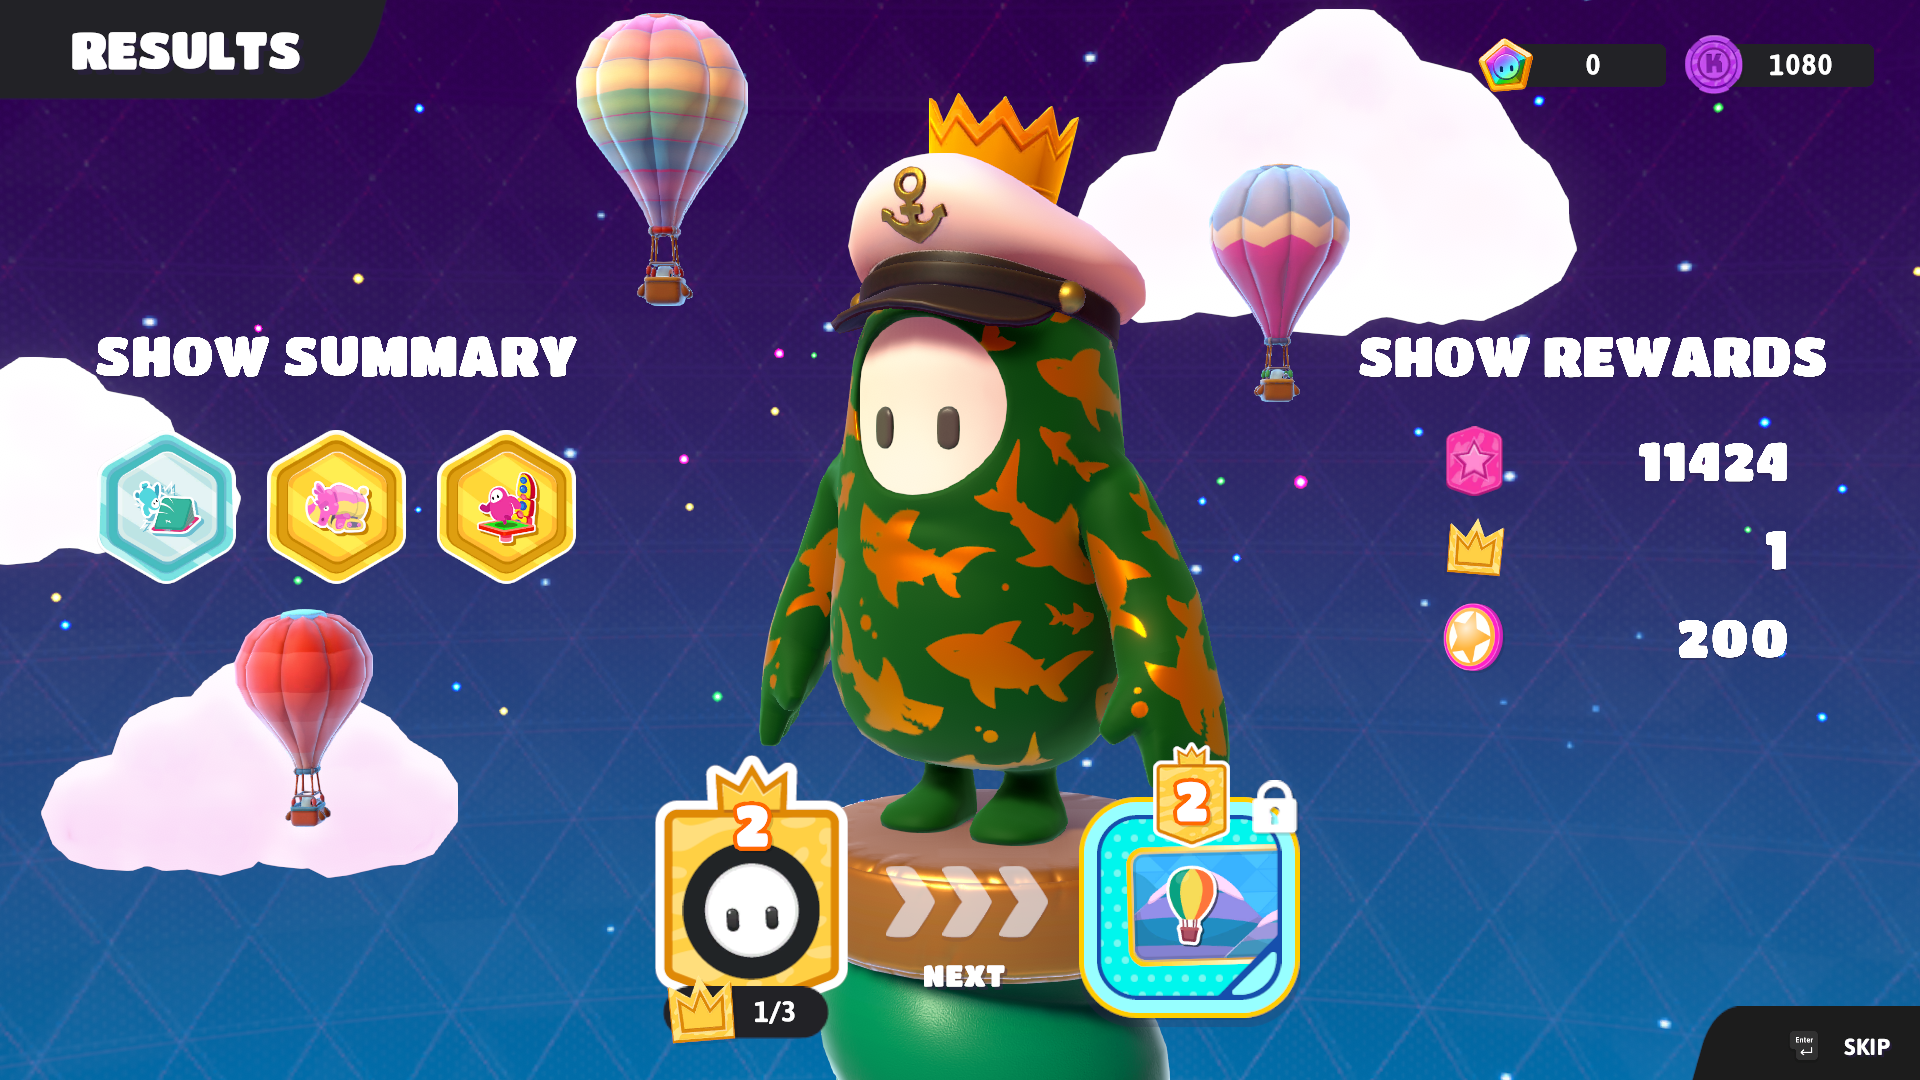 RESULTS
0
K
1080
SHOW SUMMARY
SHOW REWARDS
11424
1
200
2
2
NEXT
1/3
Enter
SKIP